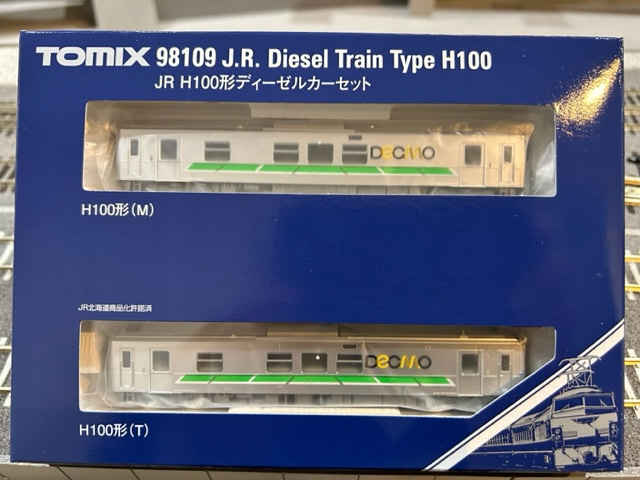 TOMIX 98109 J.R. Diesel Train Type H100
JR H100形ディーゼルカーセット
DECMO
H100形(M)
JR北海道商品化許諾済
DECMO
H100形(T)